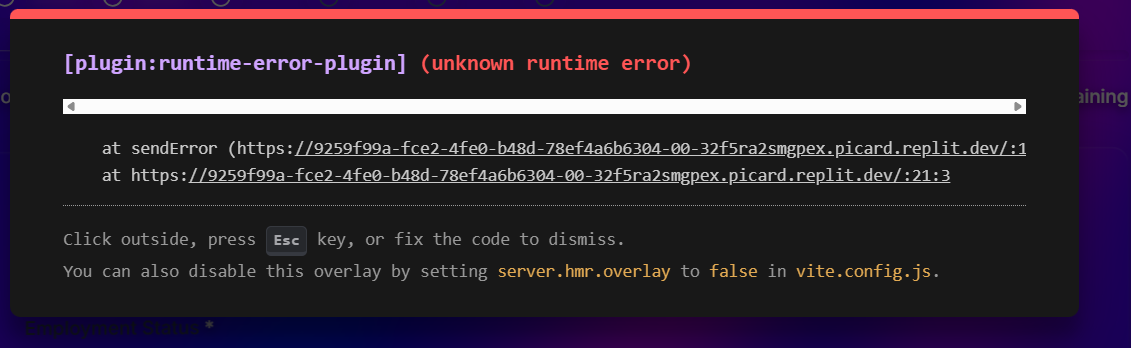 [plugin:runtime-error-plugin] (unknown runtime error)
aining
at sendError (https://9259f99a-fce2-4fe0-b48d-78ef4a6b6304-00-32f5ra2smgpex.picard.replit.dev/:1
at https://9259f99a-fce2-4fe0-b48d-78ef4a6b6304-00-32f5ra2smgpex.picard.replit.dev/:21:3
Click outside, press Esc key, or fix the code to dismiss.
You can also disable this overlay by setting server.hmr.overlay to false in vite.config.js.
Employment Status *